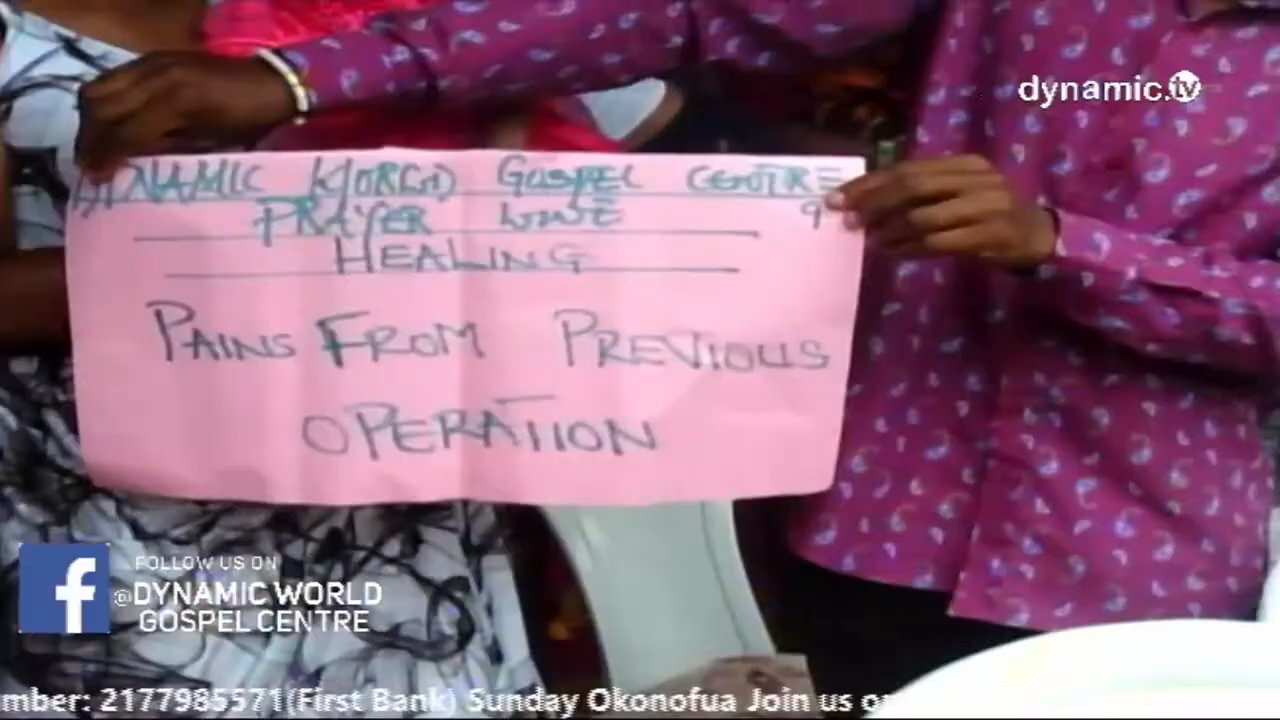 dynamic.tv
DYNAMIC WORLD GOSPEL CENTRE
PRAYER LINE 9
HEALING
PAINS FROM PREVIOUS
OPERATION
f FOLLOW US ON
@DYNAMIC WORLD
GOSPEL CENTRE
mber: 2177985571(First Bank) Sunday Okonofua Join us o